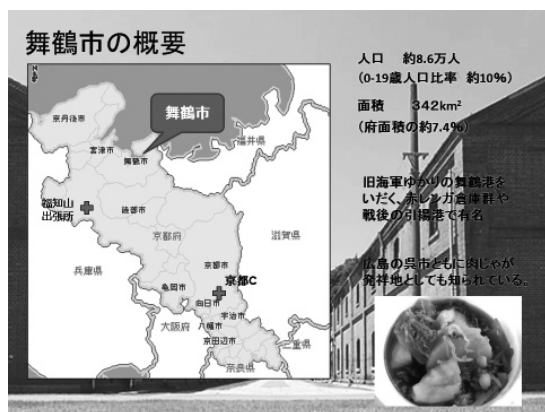 舞鶴市の概要
人口　約8.6万人
(0-19歳人口比率　約10%)
面積　342km²
(府面積の約7.4%)
旧海軍ゆかりの舞鶴港を
いだく、赤レンガ倉庫群や
戦後の引揚港で有名
広島の呉市ともに肉じゃが
発祥地としても知られている。
舞鶴市
京丹後市
宮津市
舞鶴市
福井県
福知山
出張所
綾部市
京都府
滋賀県
兵庫県
京都市
亀岡市
京都C
向日市
宇治市
大阪府
八幡市
京田辺市
三重県
奈良県